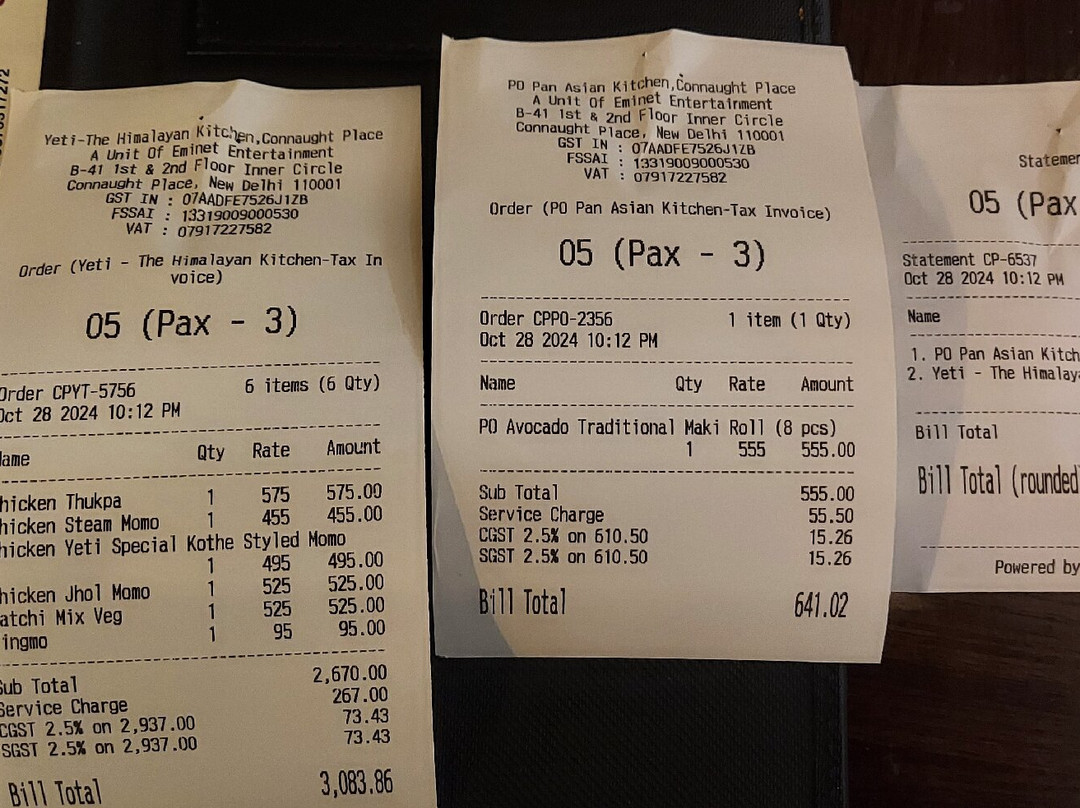 Yeti-The Himalayan Kitchen,Connaught Place
A Unit Of Eminet Entertainment
B-41 1st & 2nd Floor Inner Circle
Connaught Place, New Delhi 110001
GST IN : 07AADFE7526J1ZB
FSSAI : 13319009000530
VAT : 07917227582
Order (Yeti - The Himalayan Kitchen-Tax In
voice)
05 (Pax - 3)
Order CPYT-5756 6 items (6 Qty)
Oct 28 2024 10:12 PM
ame Qty Rate Amount
hicken Thukpa 1 575 575.00
hicken Steam Momo 1 455 455.00
hicken Yeti Special Kothe Styled Momo
1 495 495.00
hicken Jhol Momo 1 525 525.00
atchi Mix Veg 1 525 525.00
ingmo 1 95 95.00
Sub Total 2,670.00
Service Charge 267.00
CGST 2.5% on 2,937.00 73.43
SGST 2.5% on 2,937.00 73.43
Bill Total 3,083.86
PO Pan Asian Kitchen,Connaught Place
A Unit Of Eminet Entertainment
B-41 1st & 2nd Floor Inner Circle
Connaught Place, New Delhi 110001
GST IN : 07AADFE7526J1ZB
FSSAI : 13319009000530
VAT : 07917227582
Order (PO Pan Asian Kitchen-Tax Invoice)
05 (Pax - 3)
Order CPPO-2356 1 item (1 Qty)
Oct 28 2024 10:12 PM
Name Qty Rate Amount
PO Avocado Traditional Maki Roll (8 pcs)
1 555 555.00
Sub Total 555.00
Service Charge 55.50
CGST 2.5% on 610.50 15.26
SGST 2.5% on 610.50 15.26
Bill Total 641.02
Statemen
05 (Pax
Statement CP-6537
Oct 28 2024 10:12 PM
Name
1. PO Pan Asian Kitch
2. Yeti - The Himalaya
Bill Total
Bill Total (rounded)
Powered by